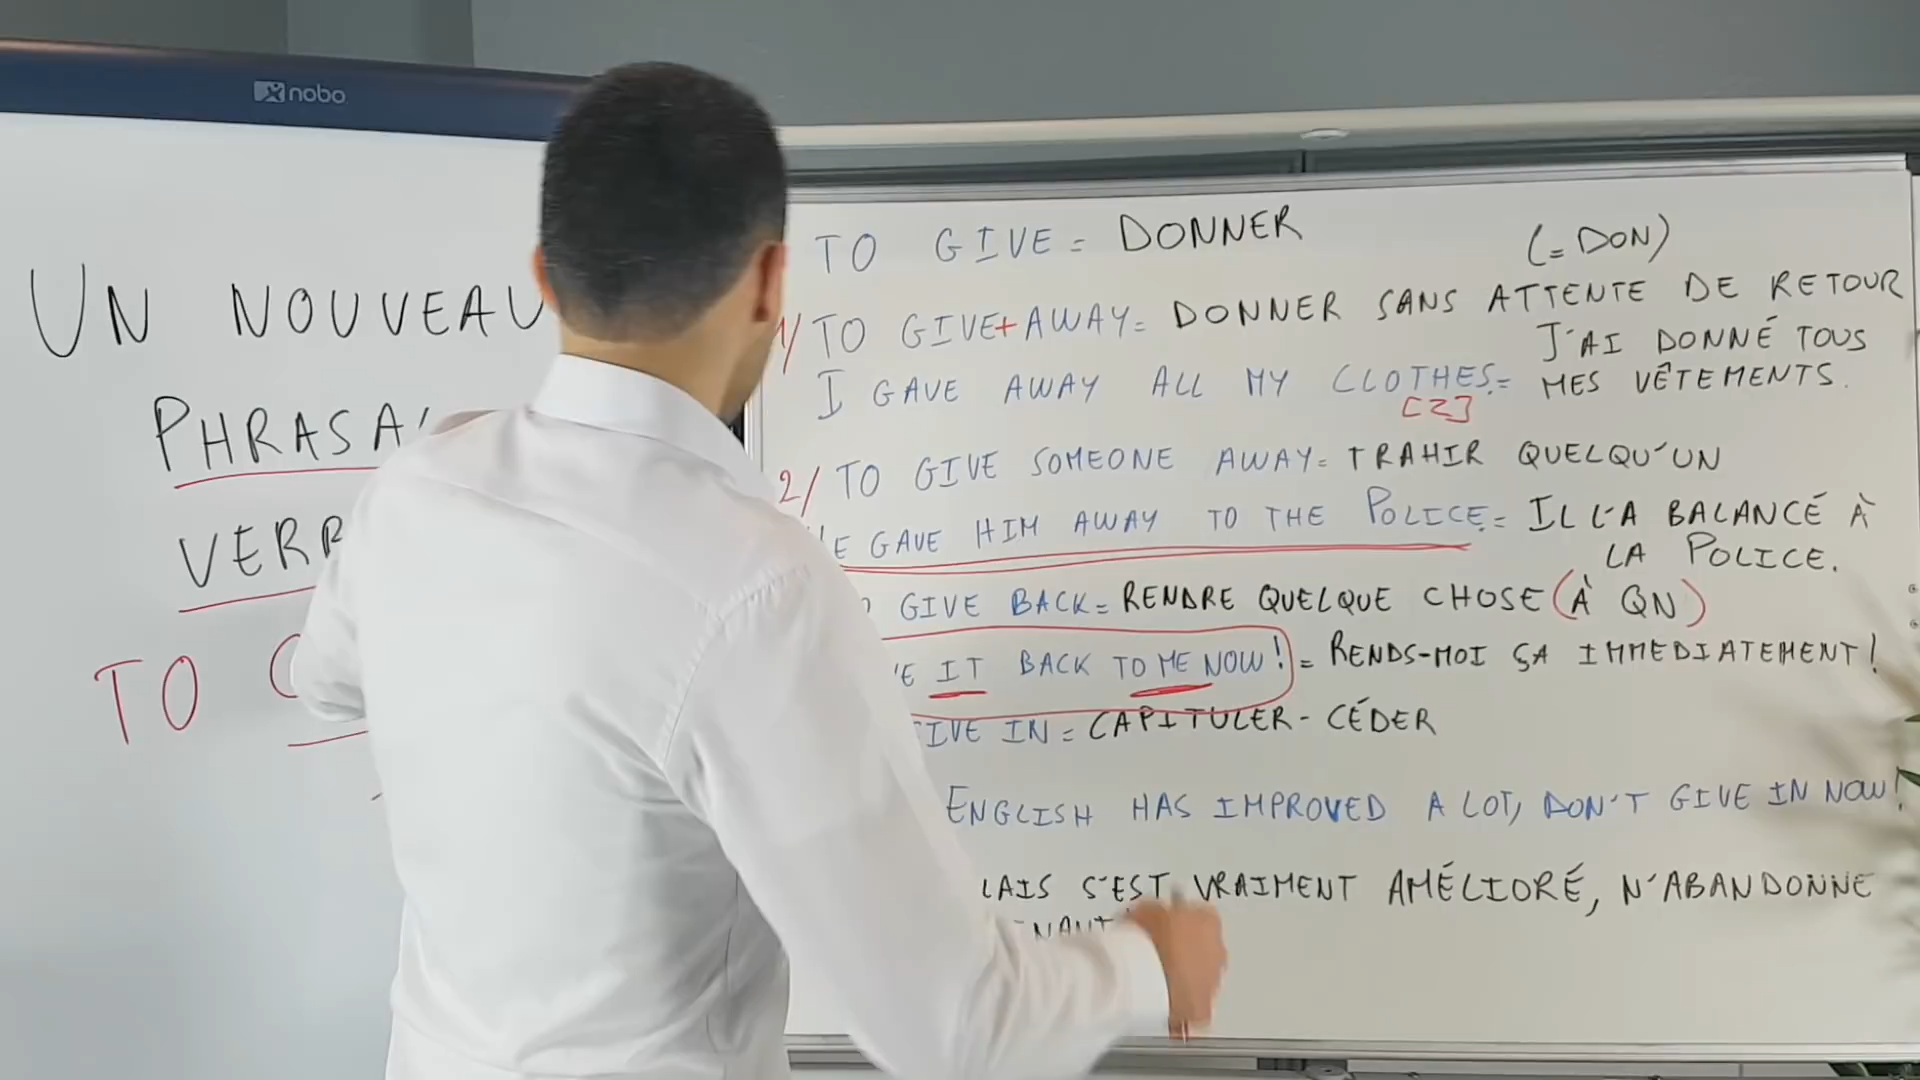 nobo
UN NOUVEAU
PHRASA
VER
TO
TO GIVE = DONNER
(= DON)
1/ TO GIVE + AWAY = DONNER SANS ATTENTE DE RETOUR
I GAVE AWAY ALL MY CLOTHES. = J'AI DONNÉ TOUS
MES VÊTEMENTS.
[Z]
2/ TO GIVE SOMEONE AWAY = TRAHIR QUELQU'UN
E GAVE HIM AWAY TO THE POLICE. = IL L'A BALANCÉ À
LA POLICE.
GIVE BACK = RENDRE QUELQUE CHOSE (À QN)
E IT BACK TO ME NOW! = RENDS-MOI ÇA IMMEDIATEMENT!
IVE IN = CAPITULER - CÉDER
ENGLISH HAS IMPROVED A LOT, DON'T GIVE IN NOW!
LAIS S'EST VRAIMENT AMÉLIORÉ, N'ABANDONNE
NANT